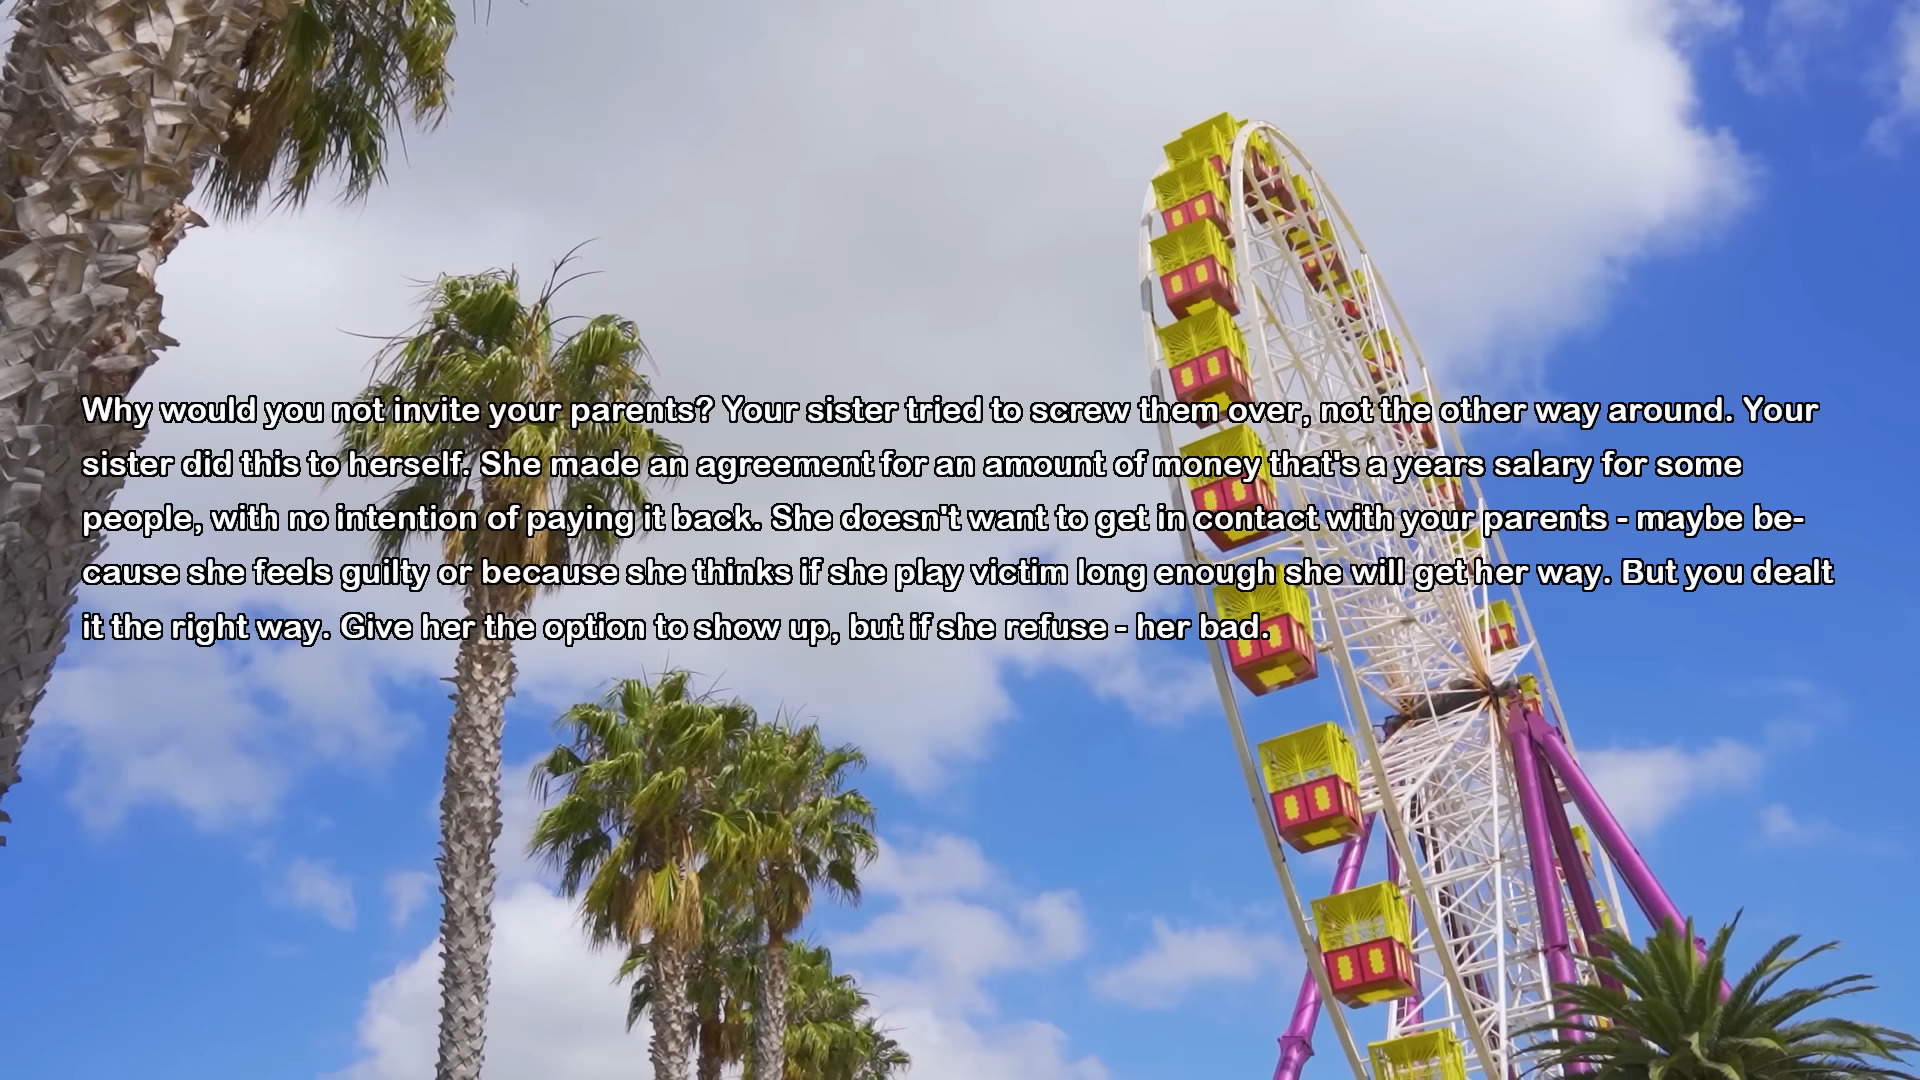 Why would you not invite your parents? Your sister tried to screw them over, not the other way around. Your
sister did this to herself. She made an agreement for an amount of money that's a years salary for some
people, with no intention of paying it back. She doesn't want to get in contact with your parents - maybe be-
cause she feels guilty or because she thinks if she play victim long enough she will get her way. But you dealt
it the right way. Give her the option to show up, but if she refuse - her bad.